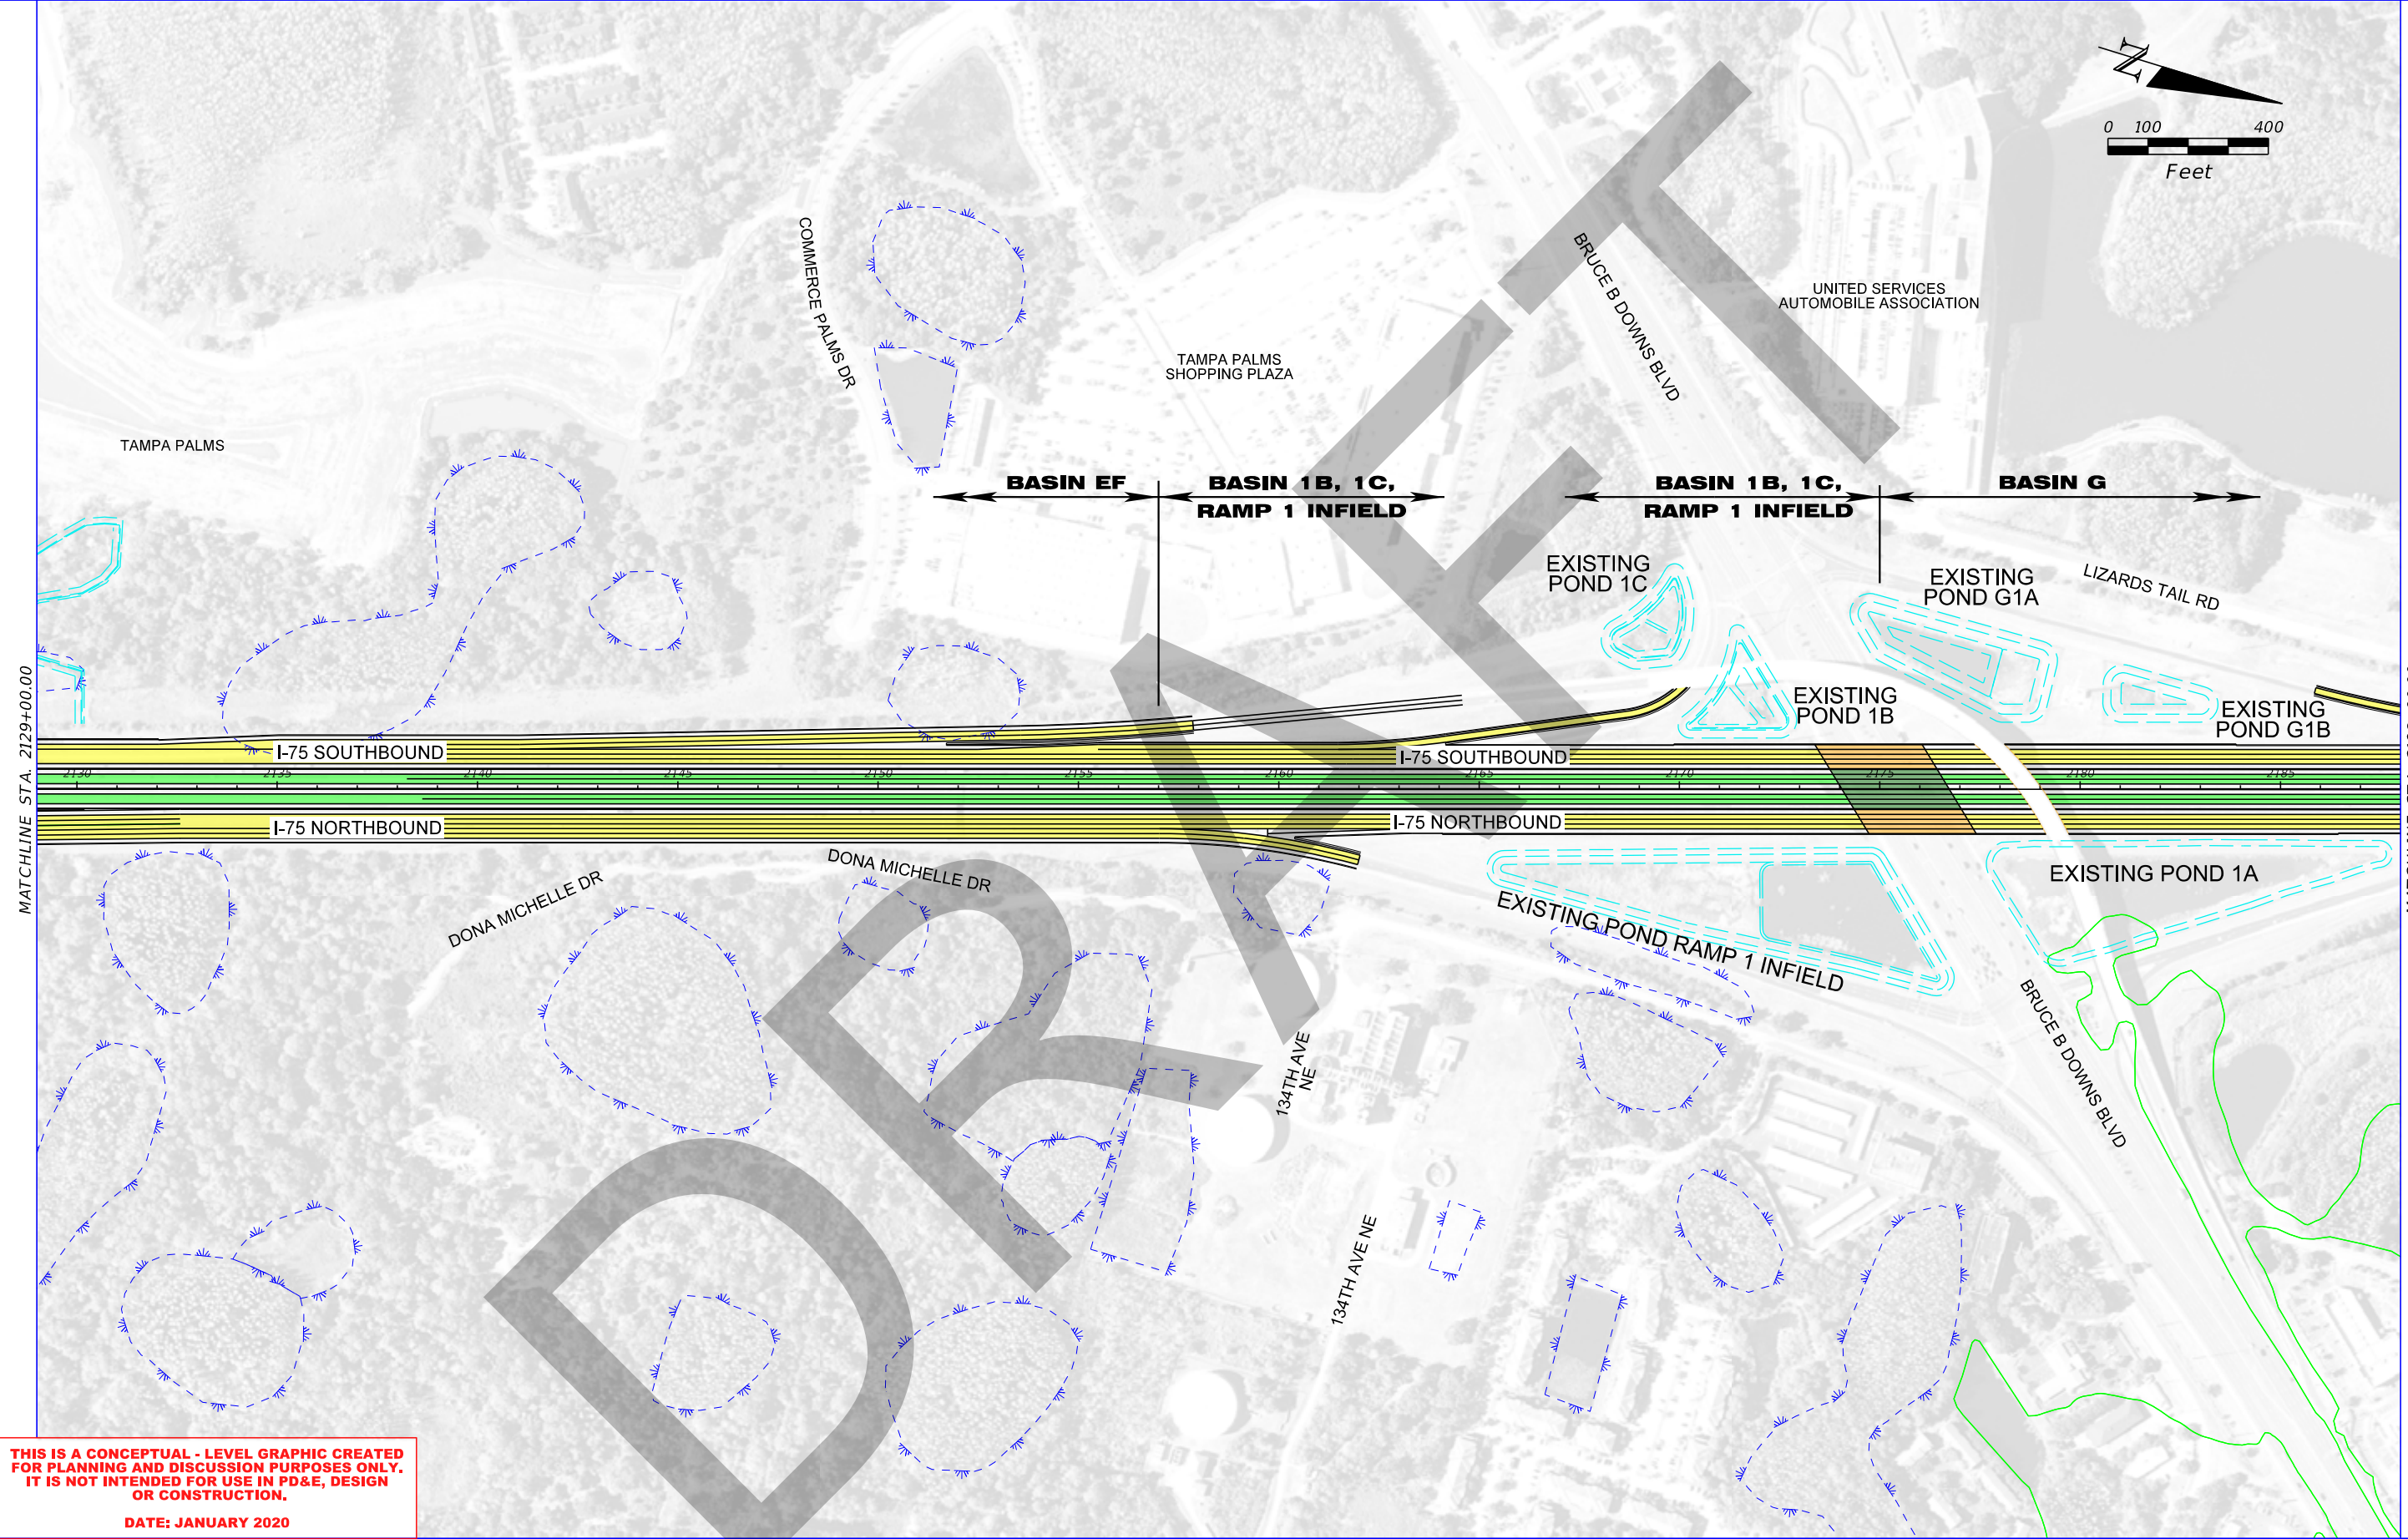 N
0 100 400
Feet
COMMERCE PALMS DR
BRUCE B DOWNS BLVD
UNITED SERVICES
AUTOMOBILE ASSOCIATION
TAMPA PALMS
SHOPPING PLAZA
TAMPA PALMS
BASIN EF
BASIN 1B, 1C,
RAMP 1 INFIELD
BASIN 1B, 1C,
RAMP 1 INFIELD
BASIN G
EXISTING
POND 1C
EXISTING
POND G1A
LIZARDS TAIL RD
EXISTING
POND 1B
EXISTING
POND G1B
MATCHLINE STA. 2129+00.00
I-75 SOUTHBOUND
I-75 SOUTHBOUND
2130 2135 2140 2145 2150 2155 2160 2165 2170 2175 2180 2185
I-75 NORTHBOUND
I-75 NORTHBOUND
DONA MICHELLE DR
DONA MICHELLE DR
EXISTING POND 1A
EXISTING POND RAMP 1 INFIELD
134TH AVE
NE
BRUCE B DOWNS BLVD
134TH AVE NE
DRAFT
THIS IS A CONCEPTUAL - LEVEL GRAPHIC CREATED
FOR PLANNING AND DISCUSSION PURPOSES ONLY.
IT IS NOT INTENDED FOR USE IN PD&E, DESIGN
OR CONSTRUCTION.
DATE: JANUARY 2020